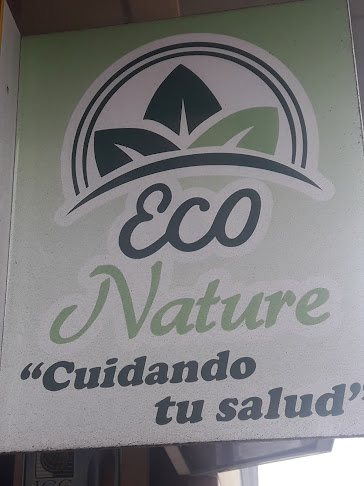 Eco
Nature
"Cuidando
tu salud"